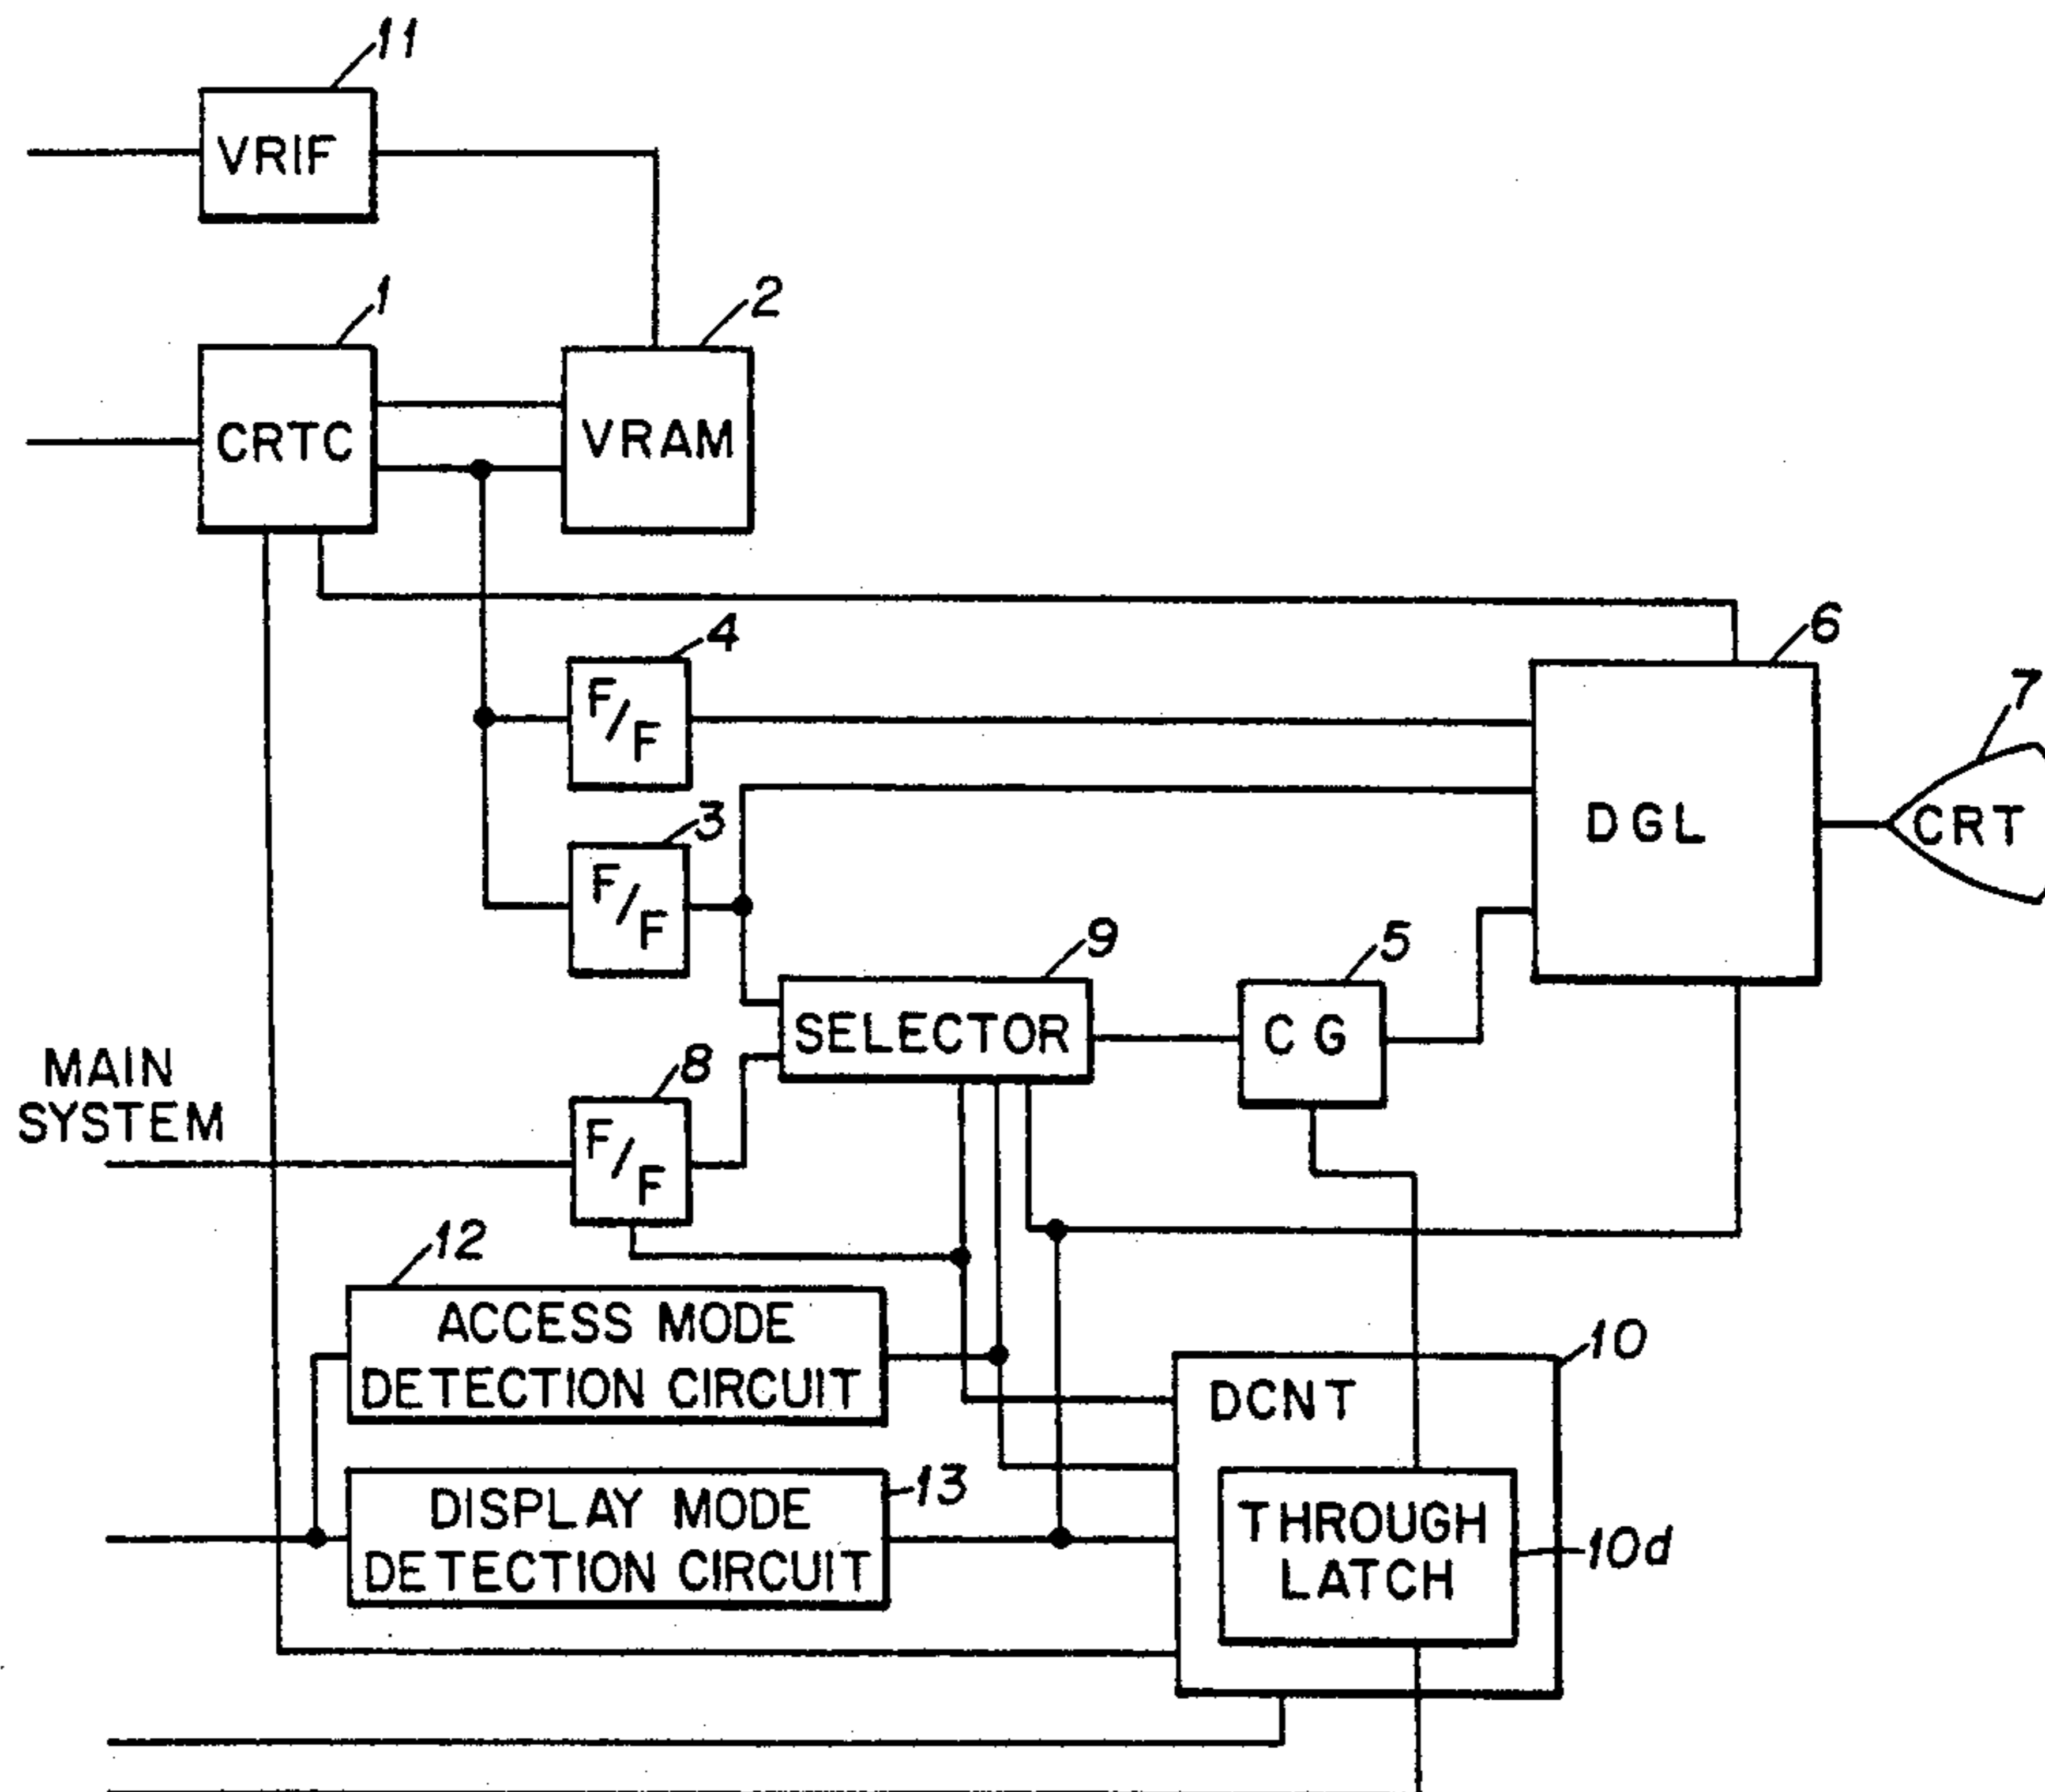 11
VRIF
1
2
CRTC
VRAM
4
6
F/F
7
3
DGL
CRT
F/F
9
5
SELECTOR
CG
MAIN
SYSTEM
8
F/F
12
ACCESS MODE
DETECTION CIRCUIT
10
DCNT
13
DISPLAY MODE
DETECTION CIRCUIT
THROUGH
LATCH
10d